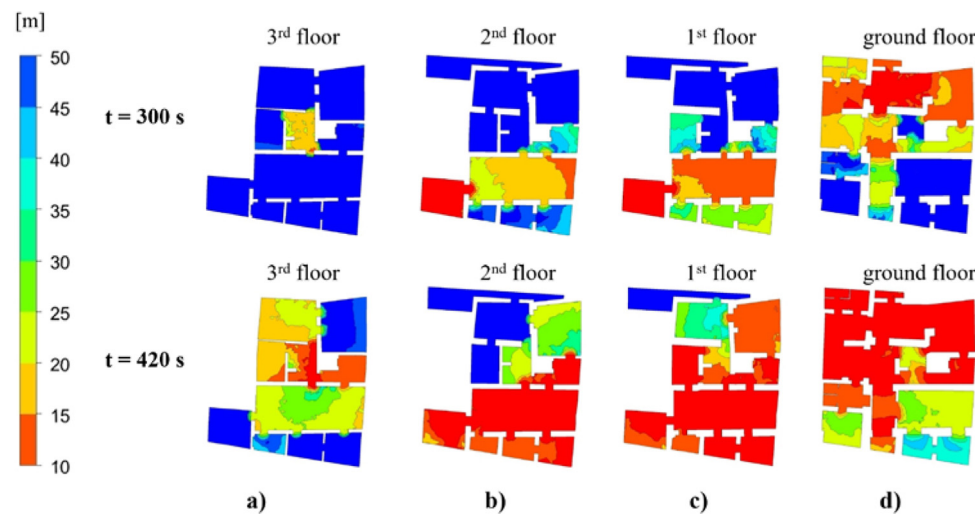 [m]
3rd floor 2nd floor 1st floor ground floor
50
45
40
35
30
25
20
15
10
t = 300 s
3rd floor 2nd floor 1st floor ground floor
t = 420 s
a) b) c) d)